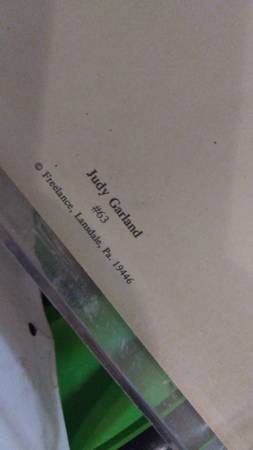 Judy Garland
#63
© Freelance, Lansdale, Pa. 19446